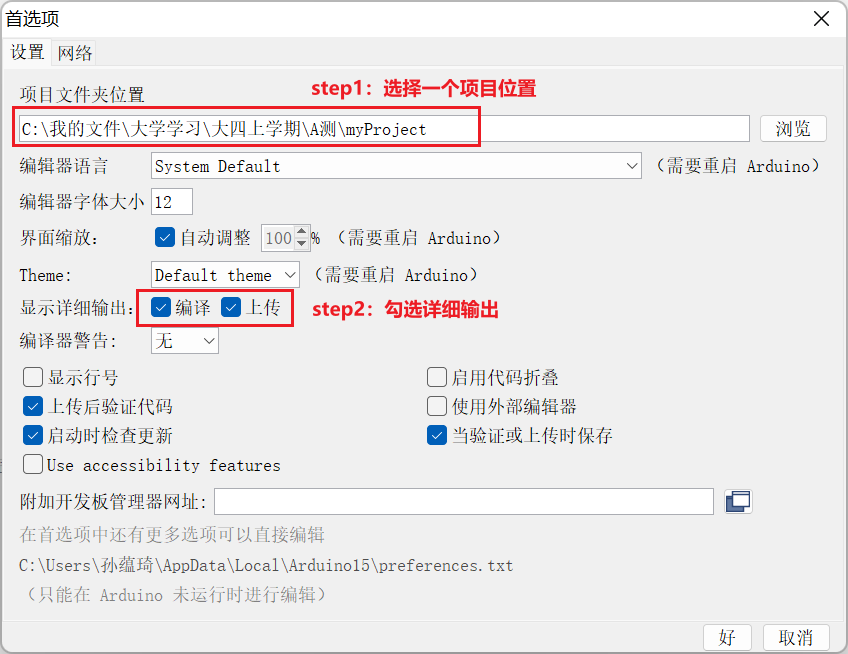 首选项
设置 网络
项目文件夹位置
step1：选择一个项目位置
C:\我的文件\大学学习\大四上学期\A测\myProject 浏览
编辑器语言 System Default （需要重启 Arduino）
编辑器字体大小 12
界面缩放： 自动调整 100 % （需要重启 Arduino）
Theme: Default theme （需要重启 Arduino）
显示详细输出： 编译 上传 step2：勾选详细输出
编译器警告: 无
显示行号 启用代码折叠
上传后验证代码 使用外部编辑器
启动时检查更新 当验证或上传时保存
Use accessibility features
附加开发板管理器网址:
在首选项中还有更多选项可以直接编辑
C:\Users\孙蕴琦\AppData\Local\Arduino15\preferences.txt
（只能在 Arduino 未运行时进行编辑）
好 取消